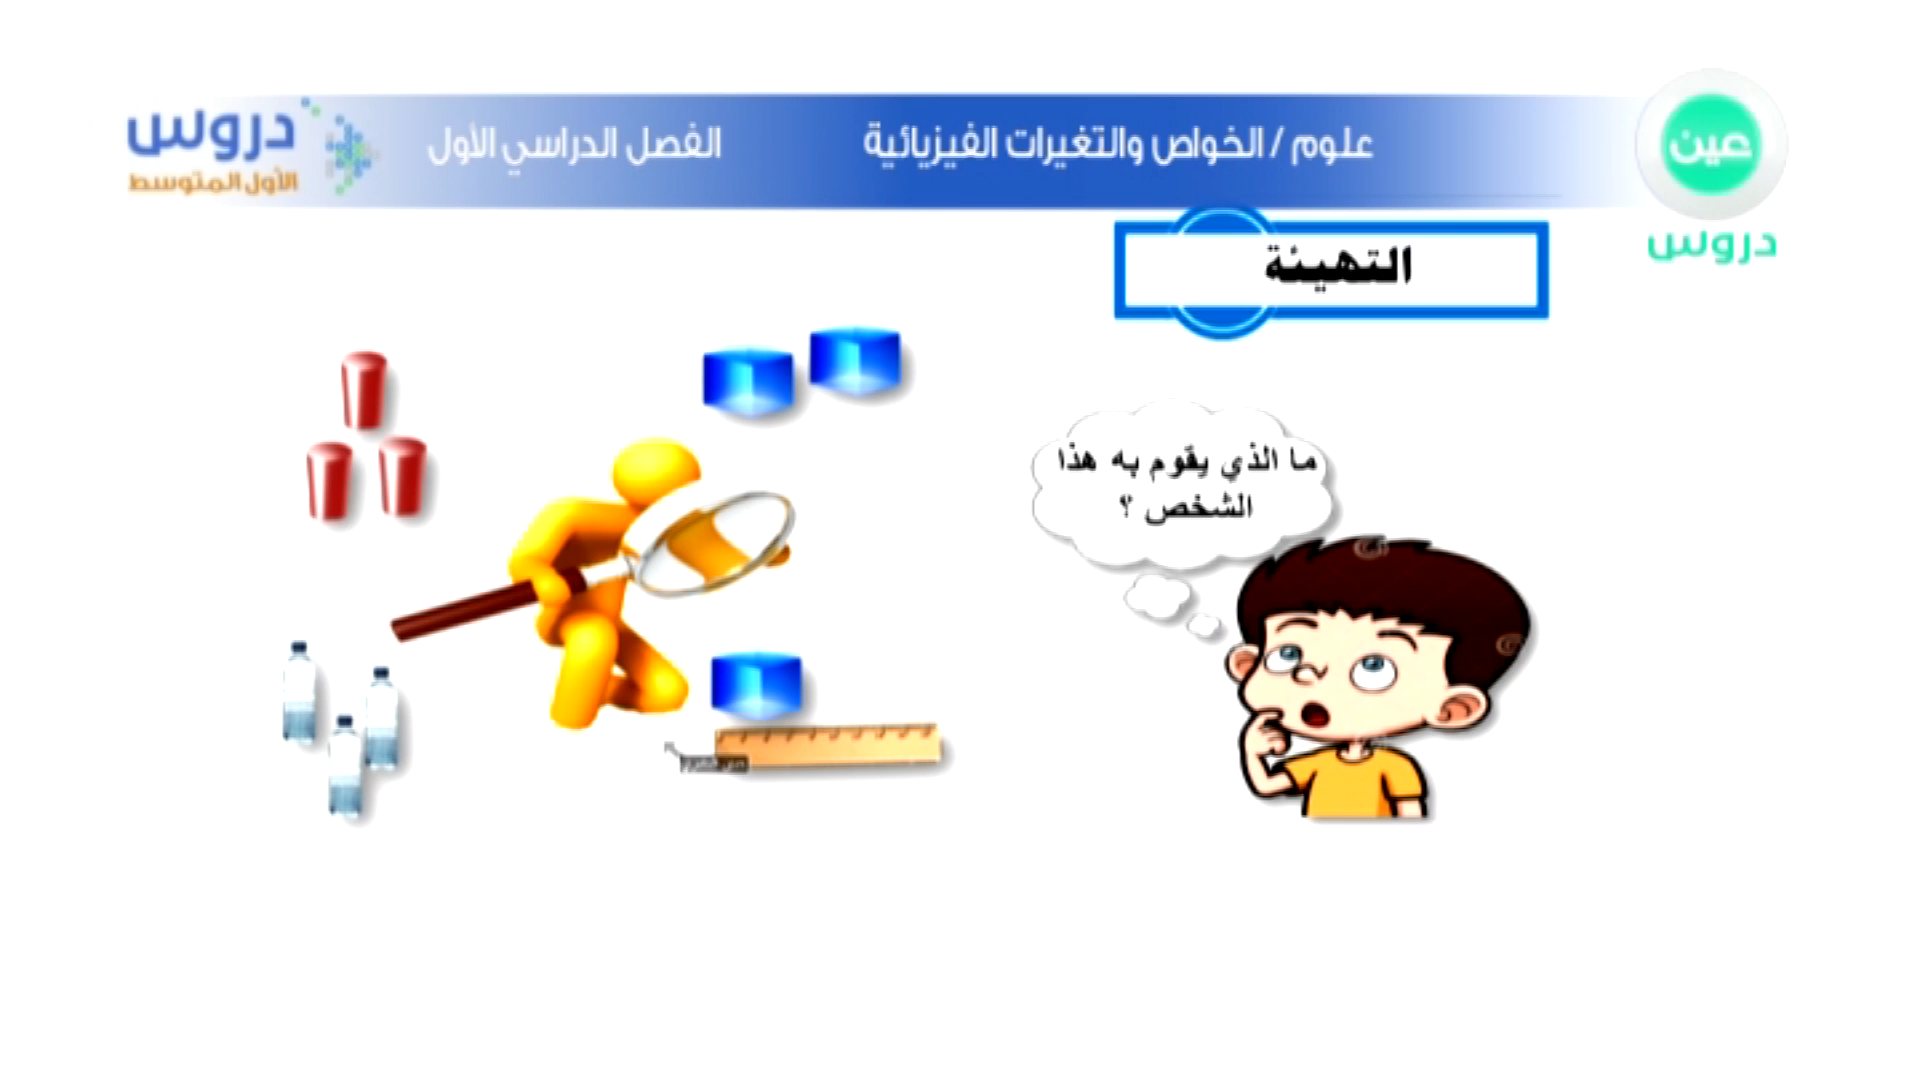 عين
دروس
علوم / الخواص والتغيرات الفيزيائية
الفصل الدراسي الأول
دروس
الأول المتوسط
التهيئة
ما الذي يقوم به هذا
الشخص ؟